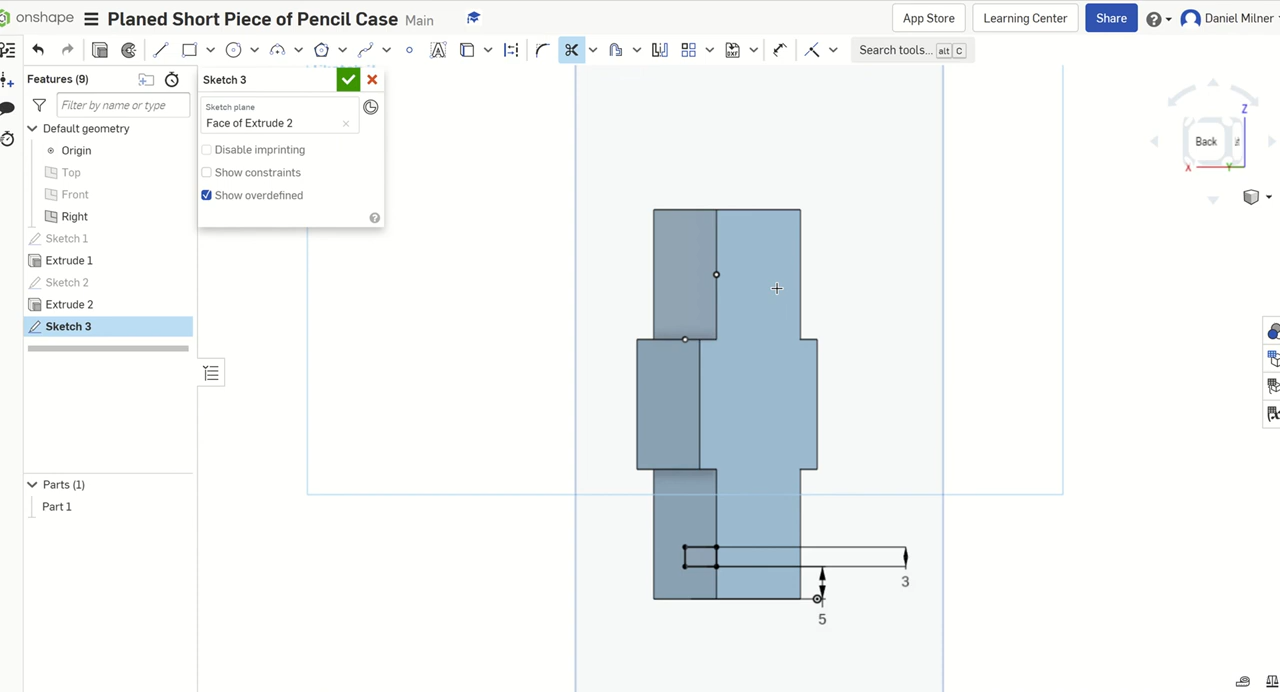 onshape Planed Short Piece of Pencil Case Main App Store Learning Center Share Daniel Milner
Search tools... alt C
Features (9)
Filter by name or type
Default geometry
Origin
Top
Front
Right
Sketch 1
Extrude 1
Sketch 2
Extrude 2
Sketch 3
Parts (1)
Part 1
Sketch 3
Sketch plane
Face of Extrude 2
Disable imprinting
Show constraints
Show overdefined
Z
Back
X
Y
3
5